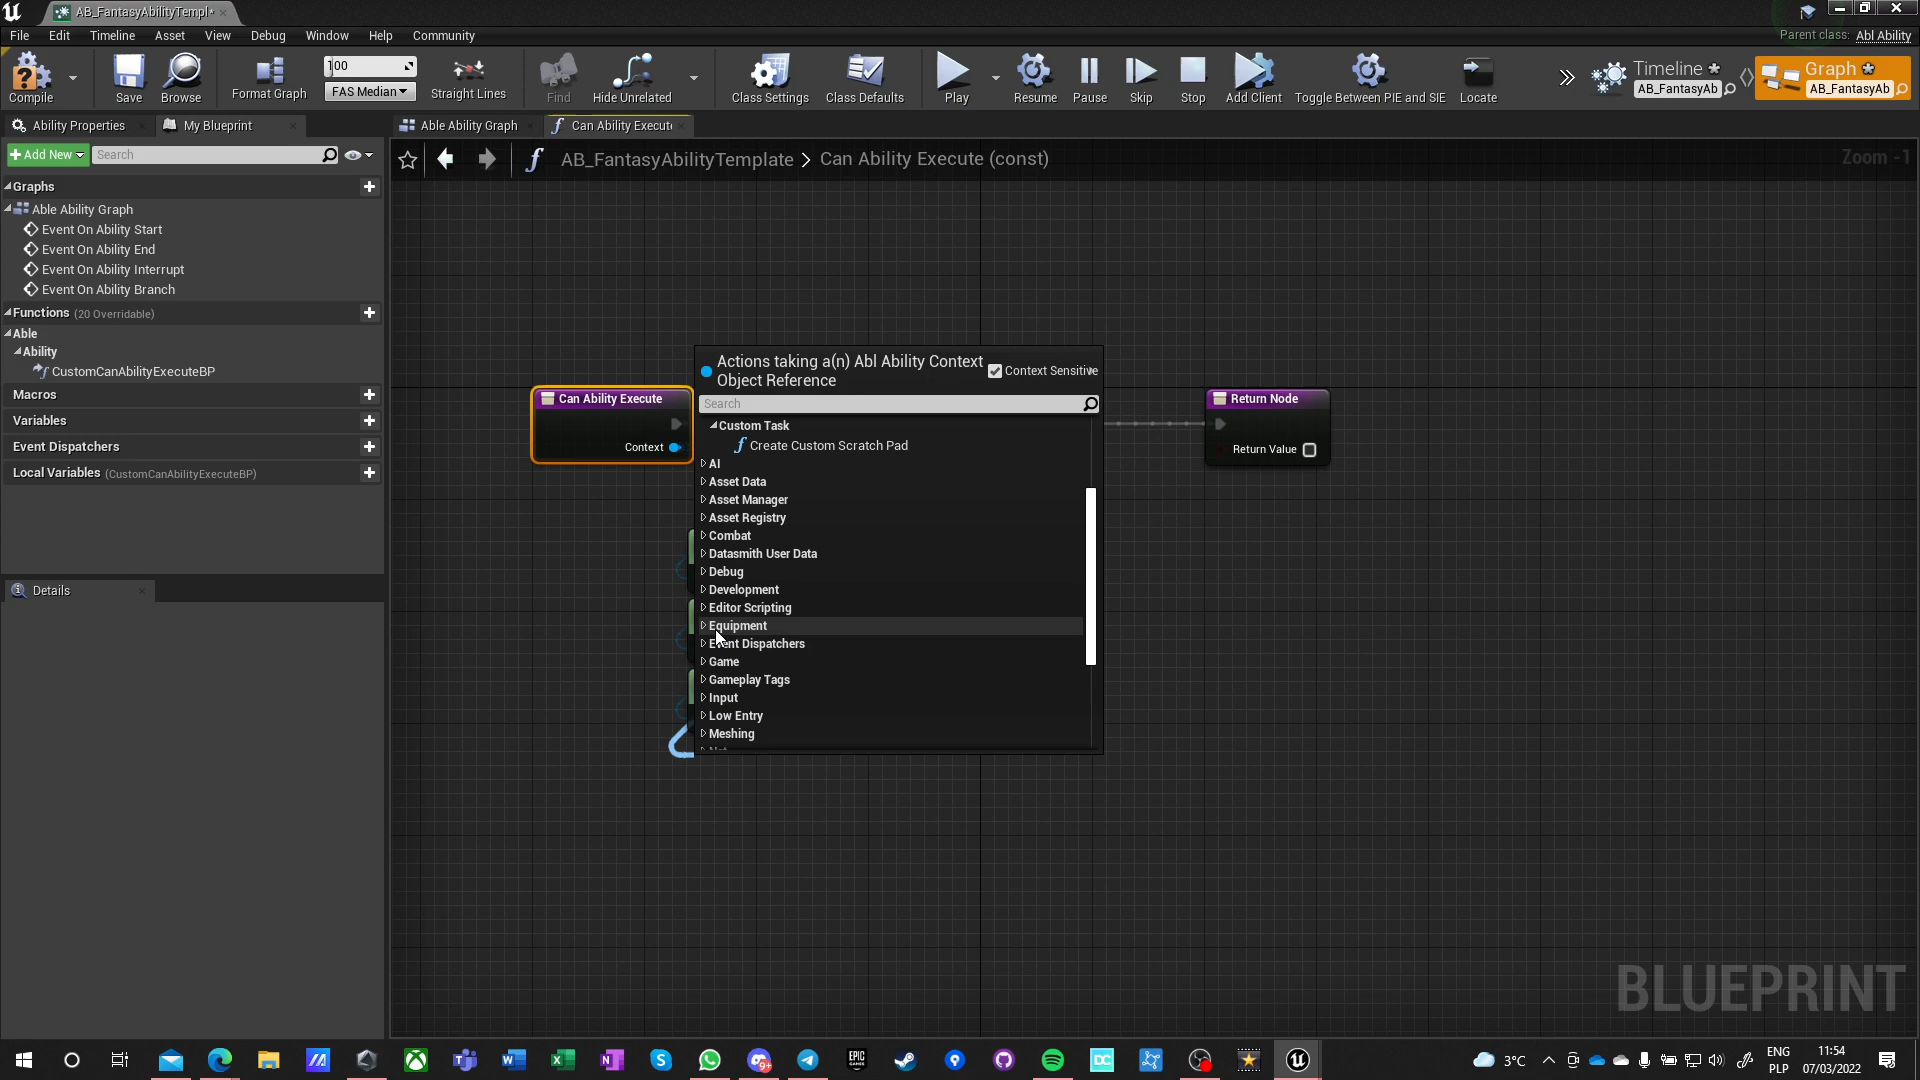 AB_FantasyAbilityTempl*
File Edit Timeline Asset View Debug Window Help Community
Parent class: Abl Ability
Compile
Save
Browse
Format Graph
100
FAS Median
Straight Lines
Find
Hide Unrelated
Class Settings
Class Defaults
Play
Resume
Pause
Skip
Stop
Add Client
Toggle Between PIE and SIE
Locate
Timeline
AB_FantasyAb
Graph
AB_FantasyAb
Ability Properties
My Blueprint
Able Ability Graph
Can Ability Execute
+Add New
Search
AB_FantasyAbilityTemplate > Can Ability Execute (const)
Zoom -1
Graphs
Able Ability Graph
Event On Ability Start
Event On Ability End
Event On Ability Interrupt
Event On Ability Branch
Functions (20 Overridable)
Able
Ability
CustomCanAbilityExecuteBP
Macros
Variables
Event Dispatchers
Local Variables (CustomCanAbilityExecuteBP)
Details
Can Ability Execute
Context
Actions taking a(n) Abl Ability Context
Object Reference
Context Sensitive
Search
Custom Task
Create Custom Scratch Pad
AI
Asset Data
Asset Manager
Asset Registry
Combat
Datasmith User Data
Debug
Development
Editor Scripting
Equipment
Event Dispatchers
Game
Gameplay Tags
Input
Low Entry
Meshing
Return Node
Return Value
BLUEPRINT
3°C
ENG
PLP
11:54
07/03/2022